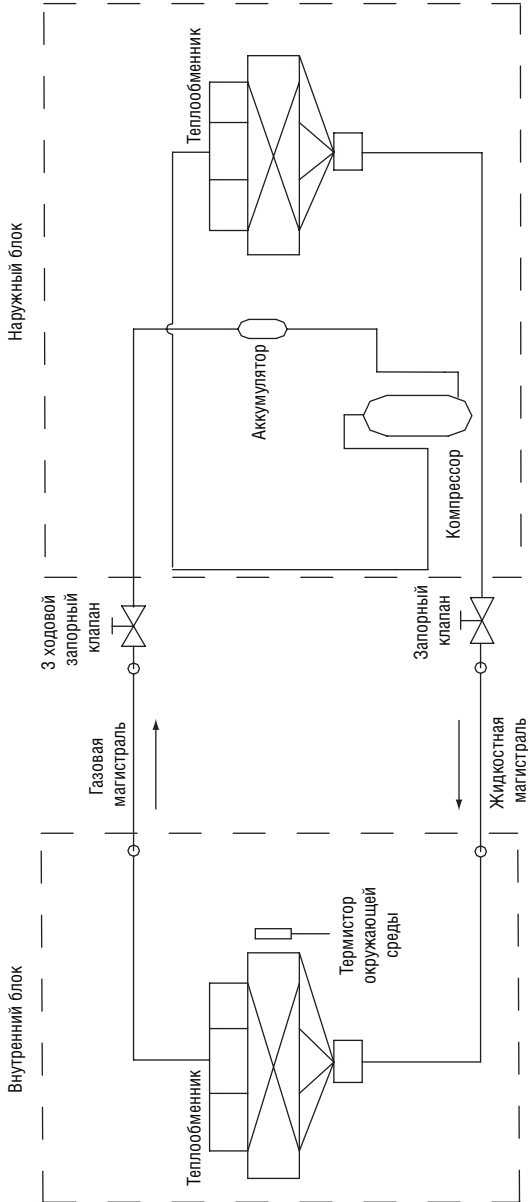 Внутренний блок
Наружный блок
Теплообменник
Термистор
окружающей
среды
Газовая
магистраль
Жидкостная
магистраль
3 ходовой
запорный
клапан
Запорный
клапан
Компрессор
Аккумулятор
Теплообменник